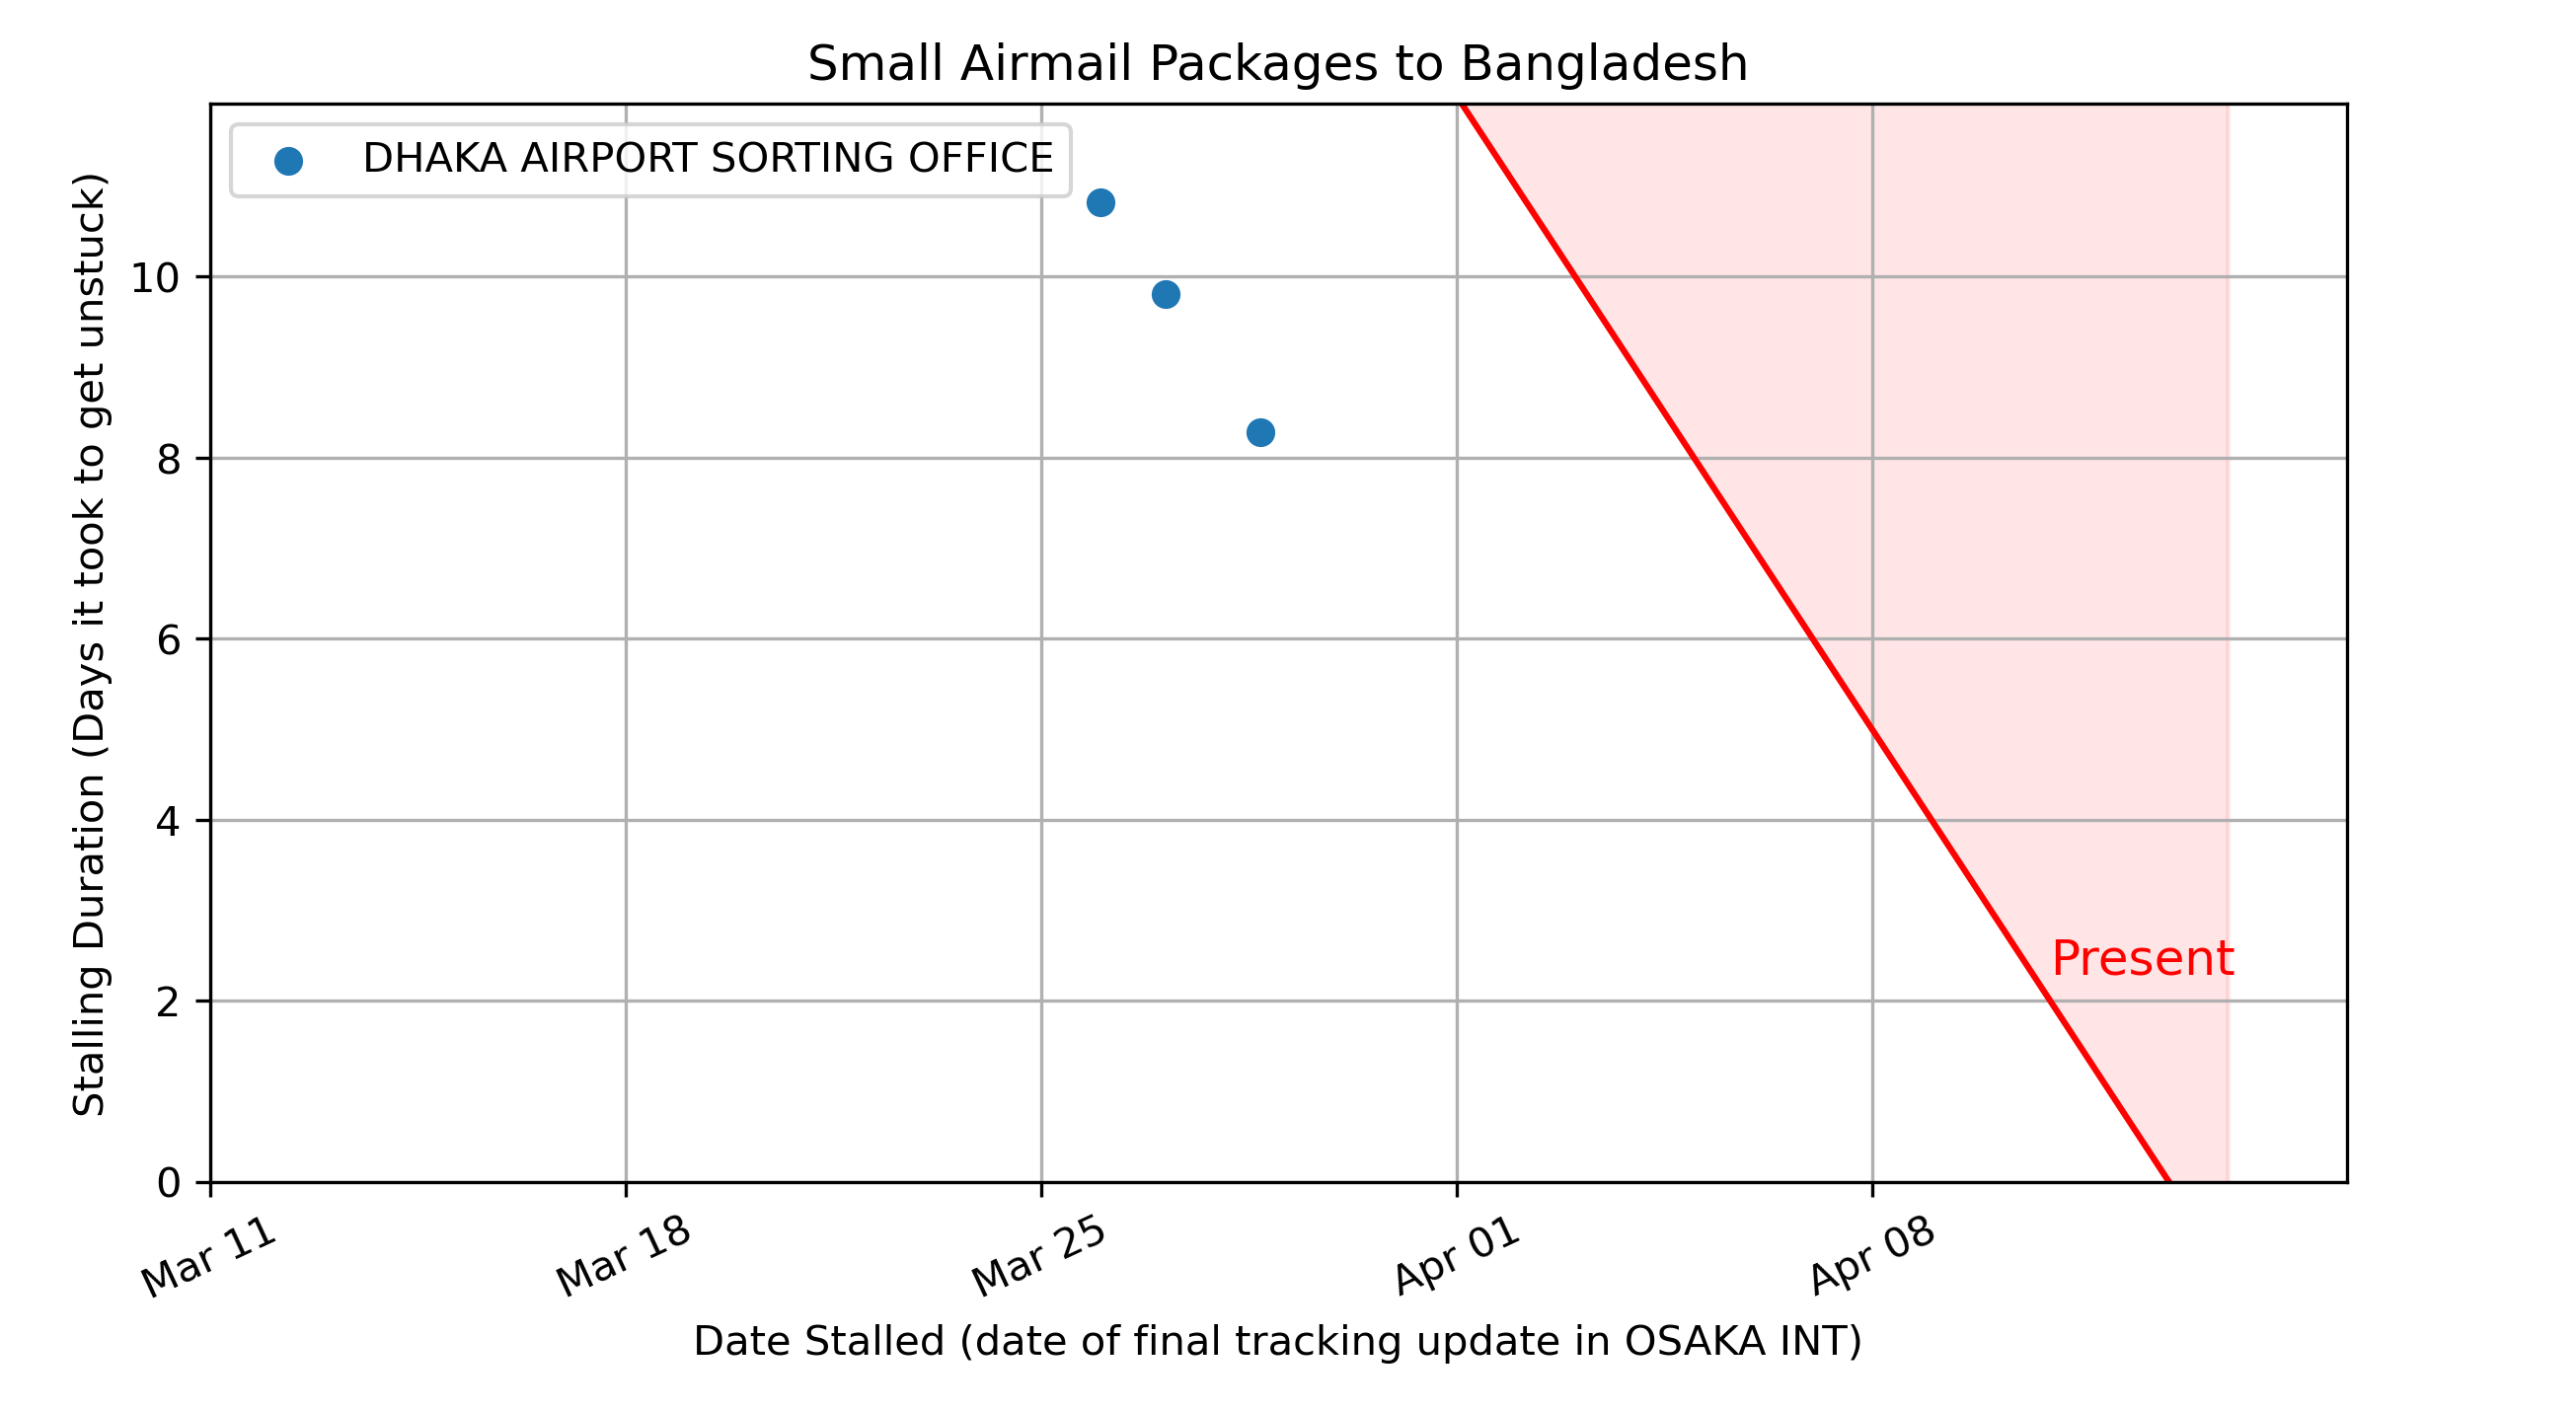 Small Airmail Packages to Bangladesh
DHAKA AIRPORT SORTING OFFICE
Stalling Duration (Days it took to get unstuck)
10
8
6
4
2
0
Present
Mar 11
Mar 18
Mar 25
Apr 01
Apr 08
Date Stalled (date of final tracking update in OSAKA INT)